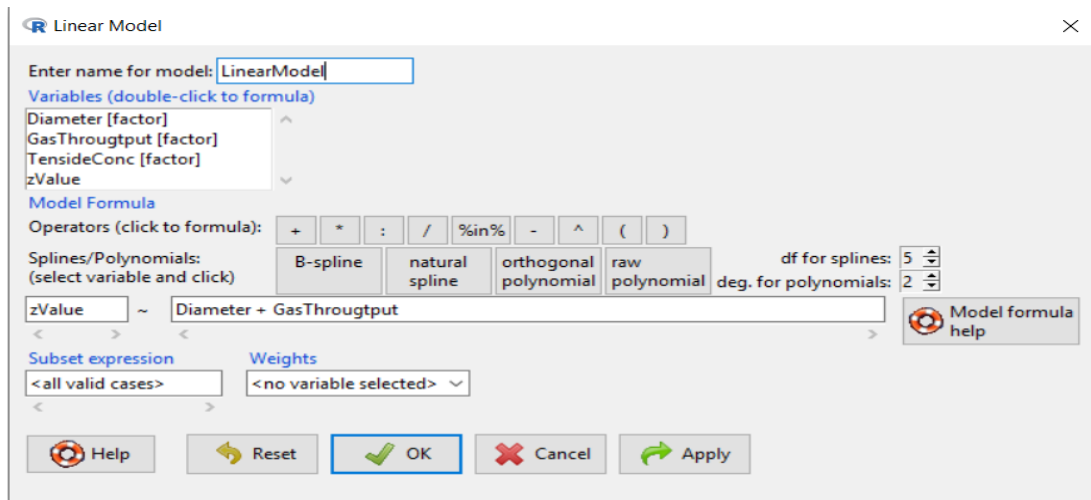 Linear Model
Enter name for model: LinearModel
Variables (double-click to formula)
Diameter [factor]
GasThrougtput [factor]
TensideConc [factor]
zValue
Model Formula
Operators (click to formula): + * : / %in% - ^ ( )
Splines/Polynomials:
(select variable and click)
B-spline
natural
spline
orthogonal
polynomial
raw
polynomial
df for splines: 5
deg. for polynomials: 2
zValue ~ Diameter + GasThrougtput
Model formula
help
Subset expression
Weights
<all valid cases>
<no variable selected>
Help
Reset
OK
Cancel
Apply